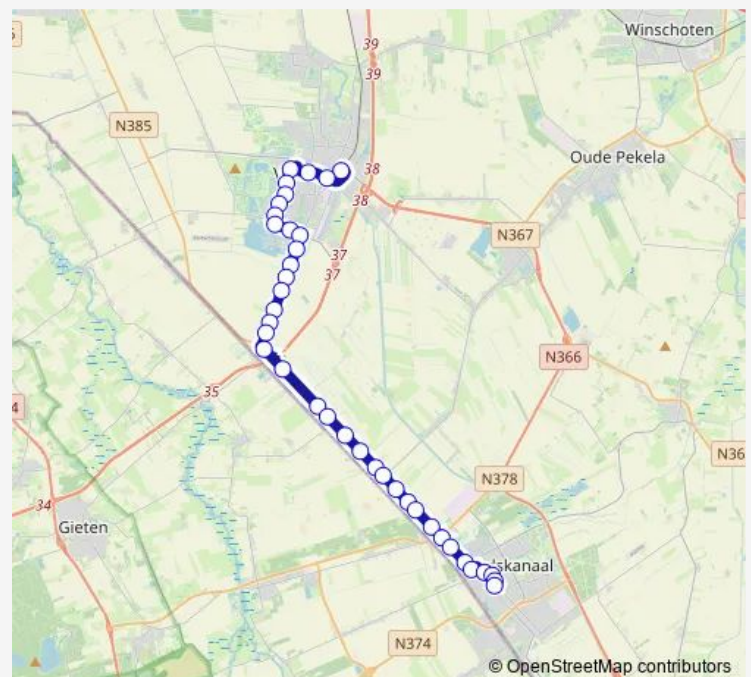 39
Winschoten
39
N385
Oude Pekela
38
38
N367
37
37
N366
35
N36
34
N378
Gieten
lskanaal
N374
© OpenStreetMap contributors